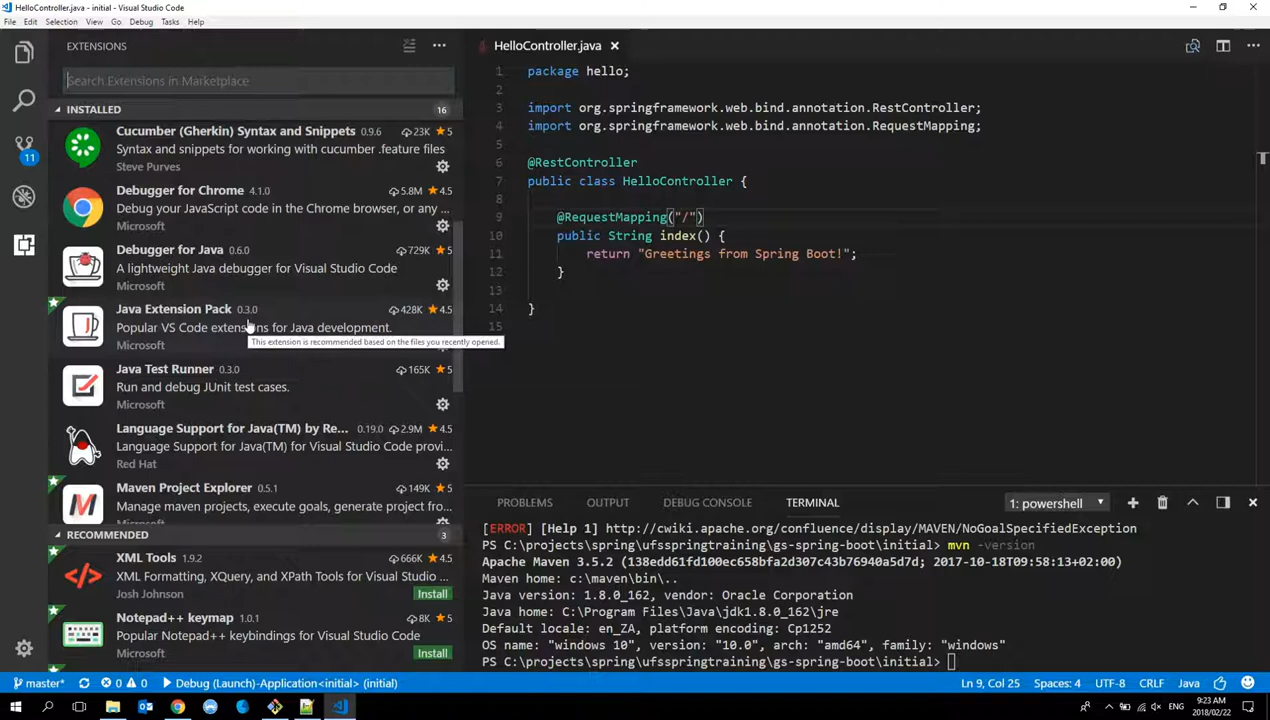 HelloController.java - initial - Visual Studio Code
File Edit Selection View Go Debug Tasks Help
EXTENSIONS
Search Extensions in Marketplace
INSTALLED 16
Cucumber (Gherkin) Syntax and Snippets 0.9.6 23K 5
Syntax and snippets for working with cucumber .feature files
Steve Purves
Debugger for Chrome 4.1.0 5.8M 4.5
Debug your JavaScript code in the Chrome browser, or any ...
Microsoft
Debugger for Java 0.6.0 729K 4.5
A lightweight Java debugger for Visual Studio Code
Microsoft
Java Extension Pack 0.3.0 428K 4.5
Popular VS Code extensions for Java development.
This extension is recommended based on the files you recently opened.
Microsoft
Java Test Runner 0.3.0 165K 5
Run and debug JUnit test cases.
Microsoft
Language Support for Java(TM) by Re... 0.19.0 2.9M 5
Language Support for Java(TM) for Visual Studio Code provi...
Red Hat
Maven Project Explorer 0.5.1 149K 5
Manage maven projects, execute goals, generate project fro...
Microsoft
RECOMMENDED 3
XML Tools 1.9.2 666K 4.5
XML Formatting, XQuery, and XPath Tools for Visual Studio ...
Josh Johnson Install
Notepad++ keymap 1.0.1 8K 5
Popular Notepad++ keybindings for Visual Studio Code
Microsoft Install
11
HelloController.java
1 package hello;
2
3 import org.springframework.web.bind.annotation.RestController;
4 import org.springframework.web.bind.annotation.RequestMapping;
5
6 @RestController
7 public class HelloController {
8
9 @RequestMapping("/")
10 public String index() {
11 return "Greetings from Spring Boot!";
12 }
13
14 }
15
PROBLEMS OUTPUT DEBUG CONSOLE TERMINAL 1: powershell
[ERROR] [Help 1] http://cwiki.apache.org/confluence/display/MAVEN/NoGoalSpecifiedException
PS C:\projects\spring\ufsspringtraining\gs-spring-boot\initial> mvn -version
Apache Maven 3.5.2 (138edd61fd100ec658bfa2d307c43b76940a5d7d; 2017-10-18T09:58:13+02:00)
Maven home: c:\maven\bin\..
Java version: 1.8.0_162, vendor: Oracle Corporation
Java home: C:\Program Files\Java\jdk1.8.0_162\jre
Default locale: en_ZA, platform encoding: Cp1252
OS name: "windows 10", version: "10.0", arch: "amd64", family: "windows"
PS C:\projects\spring\ufsspringtraining\gs-spring-boot\initial>
master* 0 0 Debug (Launch)-Application<initial> (initial) Ln 9, Col 25 Spaces: 4 UTF-8 CRLF Java
ENG 9:23 AM
2018/02/22